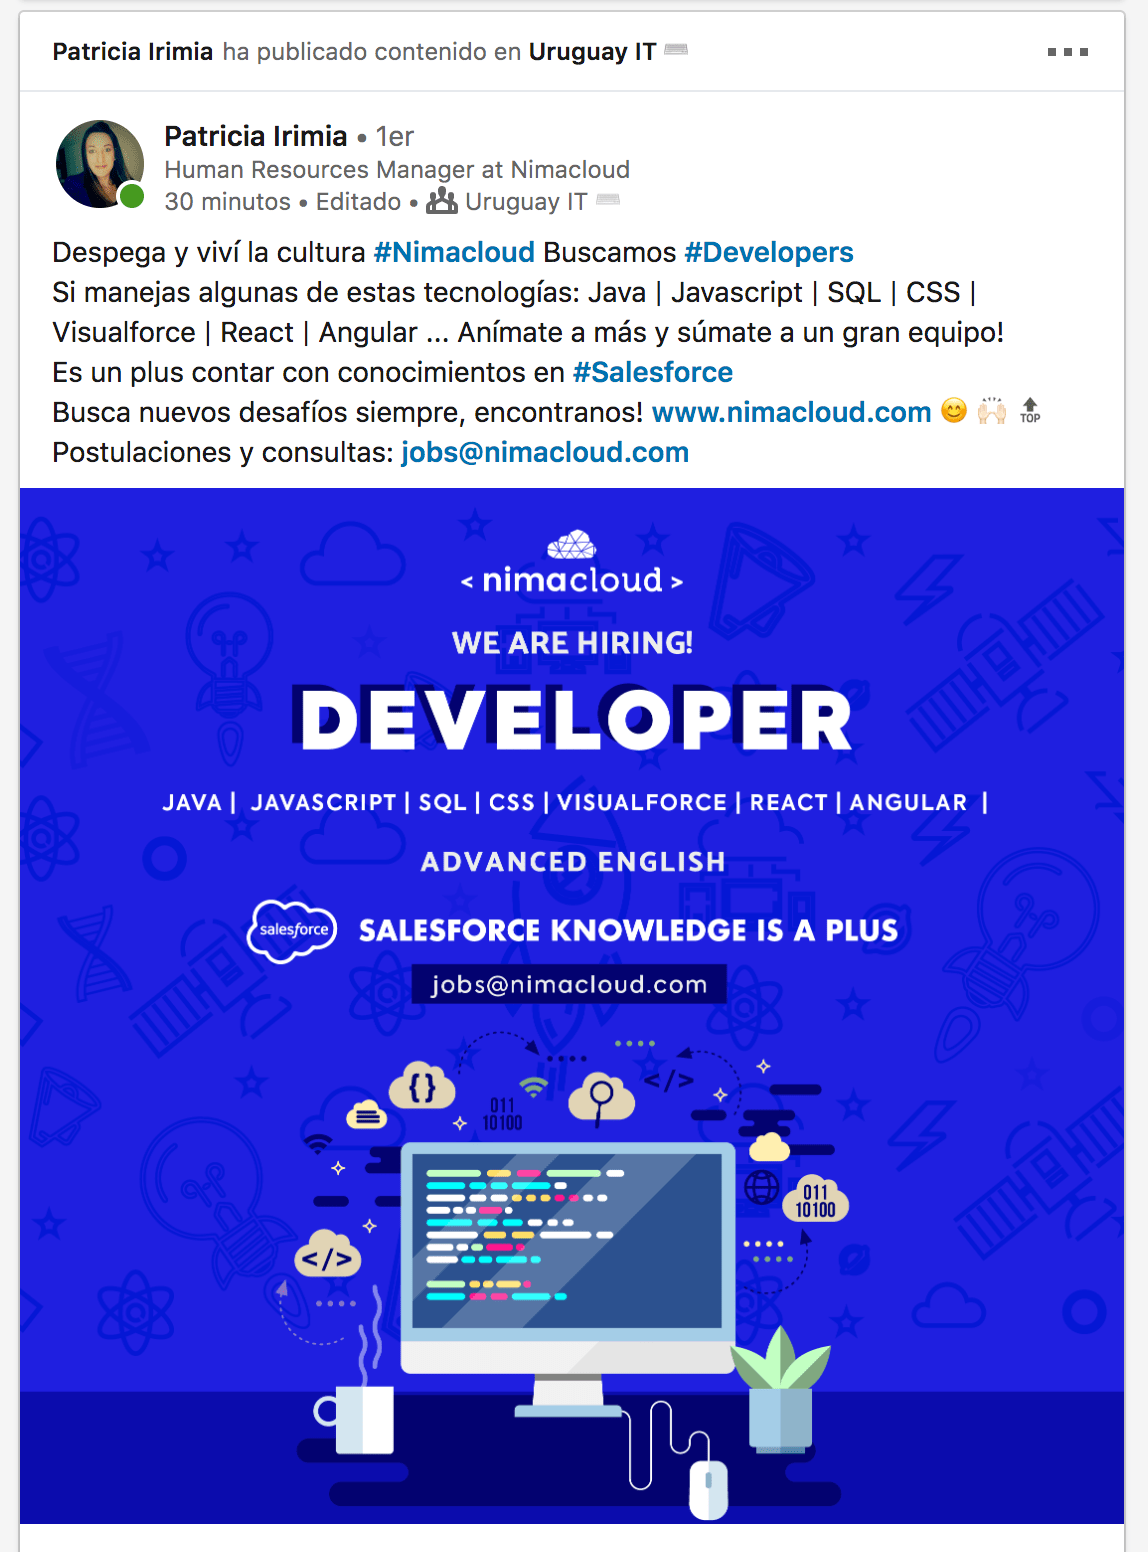 Patricia Irimia ha publicado contenido en Uruguay IT
Patricia Irimia • 1er
Human Resources Manager at Nimacloud
30 minutos • Editado • Uruguay IT
Despega y viví la cultura #Nimacloud Buscamos #Developers
Si manejas algunas de estas tecnologías: Java | Javascript | SQL | CSS |
Visualforce | React | Angular ... Anímate a más y súmate a un gran equipo!
Es un plus contar con conocimientos en #Salesforce
Busca nuevos desafíos siempre, encontranos! www.nimacloud.com 😊 🙌🏻 🔝
Postulaciones y consultas: jobs@nimacloud.com
< nimacloud >
WE ARE HIRING!
DEVELOPER
JAVA | JAVASCRIPT | SQL | CSS | VISUALFORCE | REACT | ANGULAR |
ADVANCED ENGLISH
salesforce SALESFORCE KNOWLEDGE IS A PLUS
jobs@nimacloud.com
{}
</>
011
10100
011
10100
</>